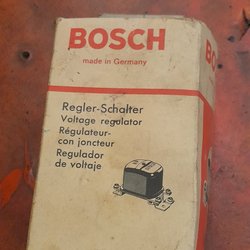 BOSCH
made in Germany
Regler-Schalter
Voltage regulator
Régulateur-
con joncteur
Regulador
de voltaje